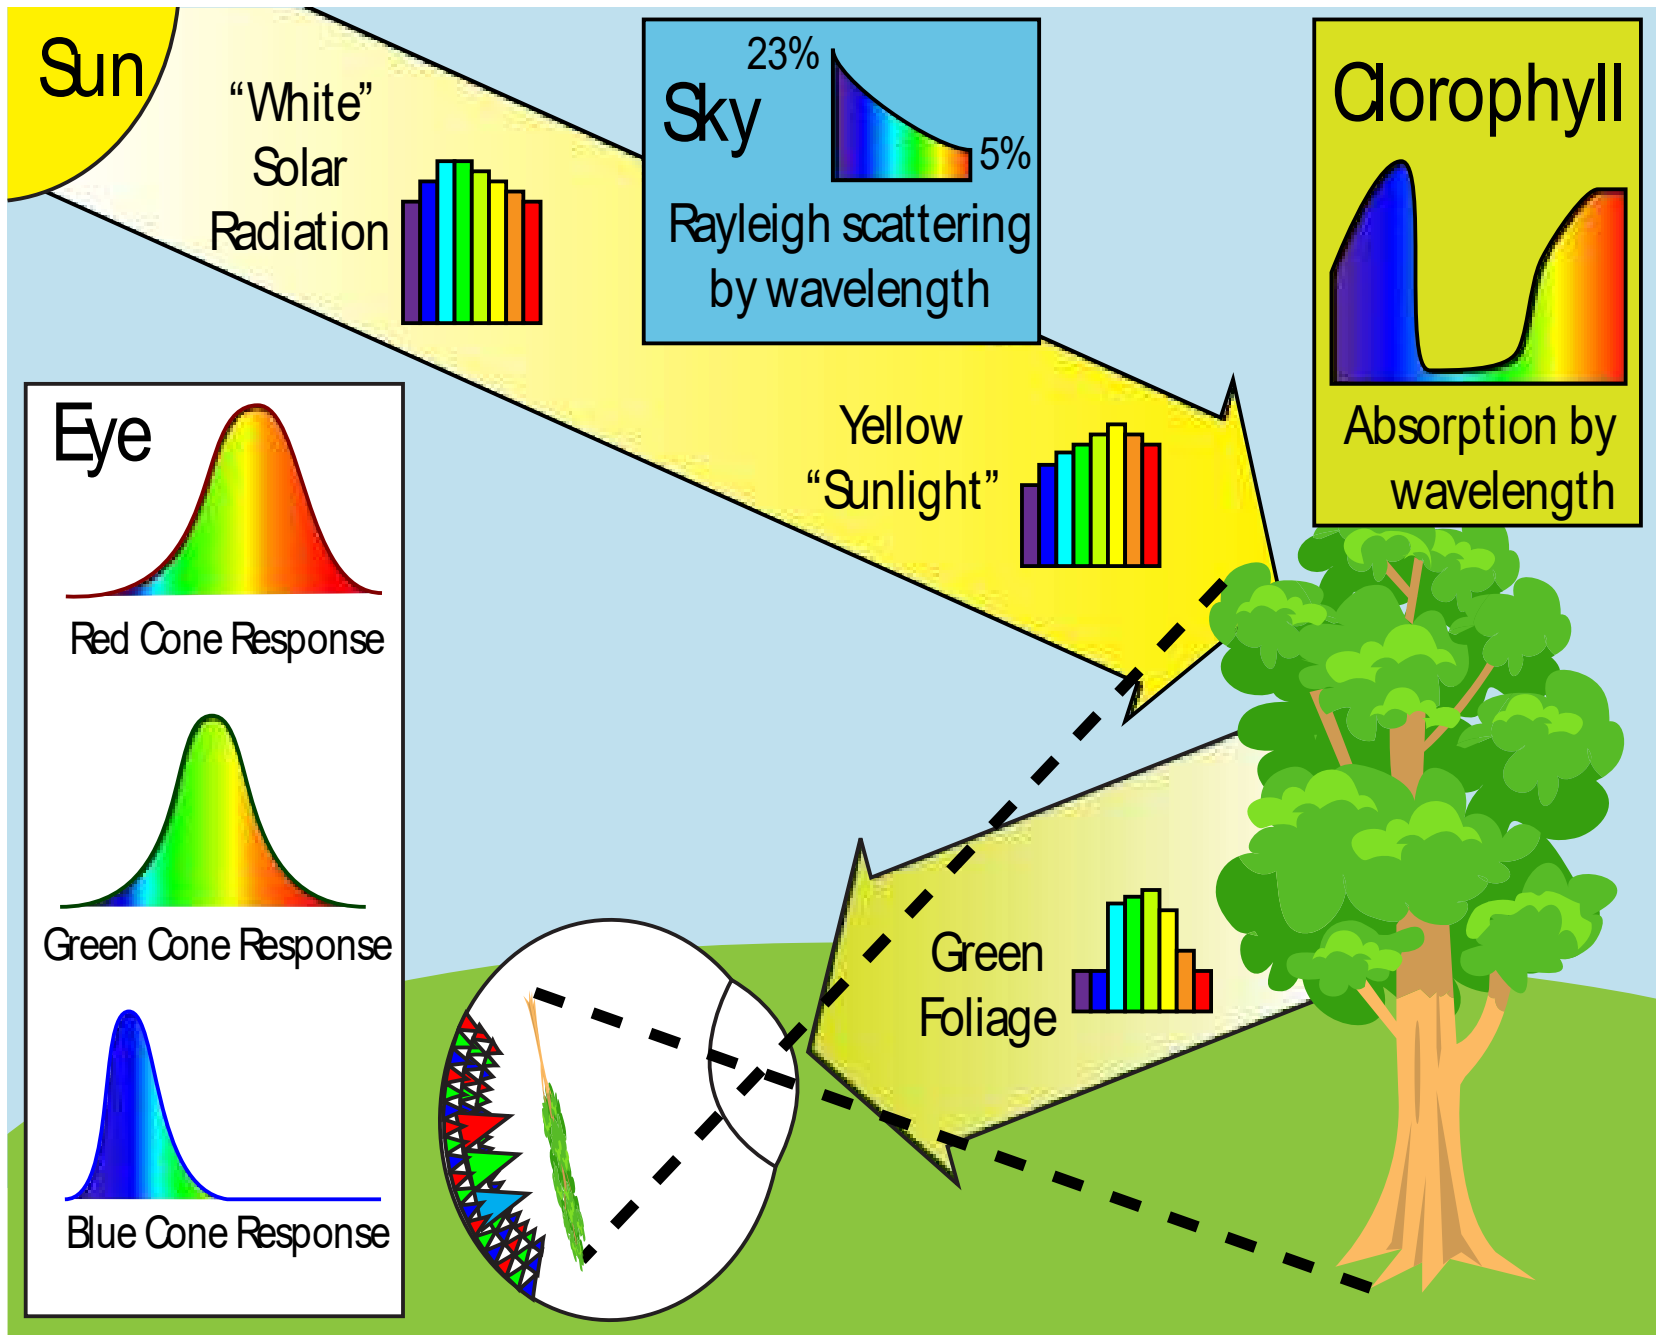 Sun
“White”
Solar
Radiation
23%
Sky
5%
Rayleigh scattering
by wavelength
Clorophyll
Absorption by
wavelength
Yellow
“Sunlight”
Eye
Red Cone Response
Green Cone Response
Blue Cone Response
Green
Foliage